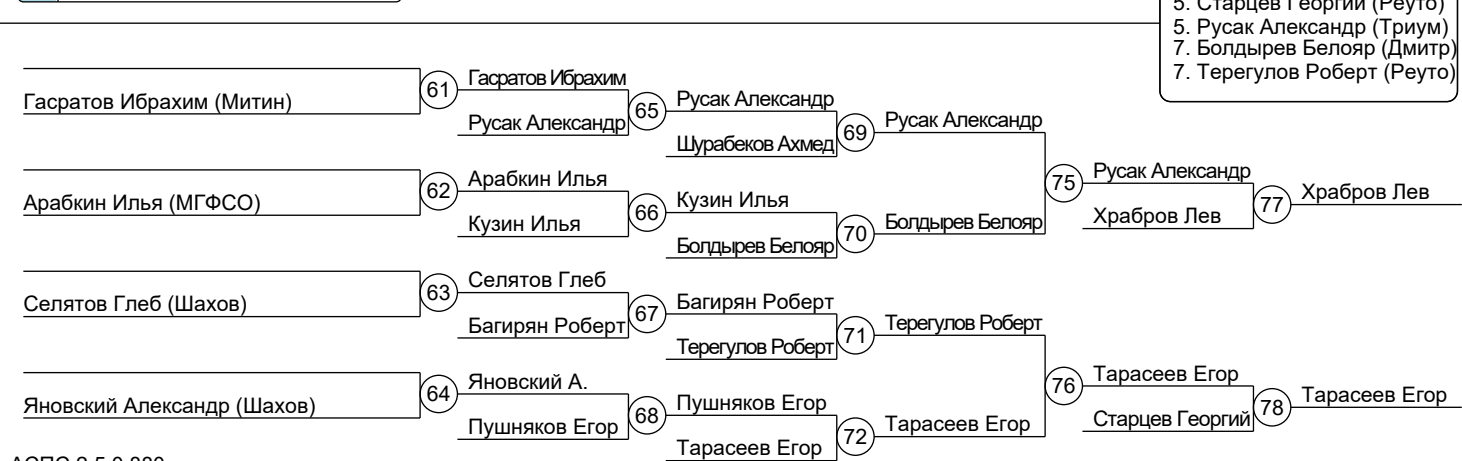 5. Старцев Георгий (Реуто)
5. Русак Александр (Триум)
7. Болдырев Белояр (Дмитр)
7. Терегулов Роберт (Реуто)
Гасратов Ибрахим (Митин)
61
Гасратов Ибрахим
Русак Александр
65
Русак Александр
Шурабеков Ахмед
69
Русак Александр
Арабкин Илья (МГФСО)
62
Арабкин Илья
Кузин Илья
66
Кузин Илья
Болдырев Белояр
70
Болдырев Белояр
75
Русак Александр
Храбров Лев
77
Храбров Лев
Селятов Глеб (Шахов)
63
Селятов Глеб
Багирян Роберт
67
Багирян Роберт
Терегулов Роберт
71
Терегулов Роберт
Яновский Александр (Шахов)
64
Яновский А.
Пушняков Егор
68
Пушняков Егор
Тарасеев Егор
72
Тарасеев Егор
76
Тарасеев Егор
Старцев Георгий
78
Тарасеев Егор